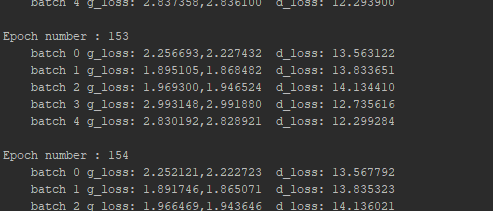 batch 4 g_loss: 2.837358,2.836100  d_loss: 12.293900
Epoch number : 153
batch 0 g_loss: 2.256693,2.227432  d_loss: 13.563122
batch 1 g_loss: 1.895105,1.868482  d_loss: 13.833651
batch 2 g_loss: 1.969300,1.946524  d_loss: 14.134410
batch 3 g_loss: 2.993148,2.991880  d_loss: 12.735616
batch 4 g_loss: 2.830192,2.828921  d_loss: 12.299284
Epoch number : 154
batch 0 g_loss: 2.252121,2.222723  d_loss: 13.567792
batch 1 g_loss: 1.891746,1.865071  d_loss: 13.835323
batch 2 g_loss: 1.966469,1.943646  d_loss: 14.136021